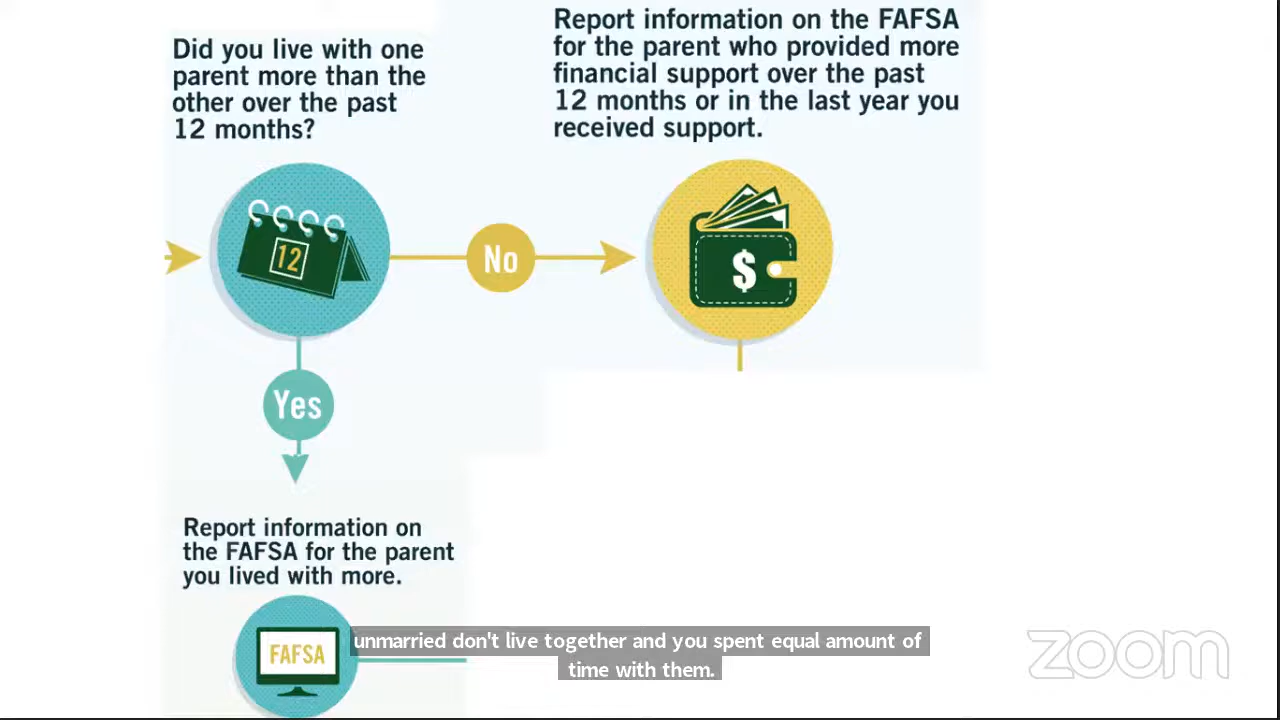 Did you live with one
parent more than the
other over the past
12 months?
Report information on the FAFSA
for the parent who provided more
financial support over the past
12 months or in the last year you
received support.
12
No
$
Yes
Report information on
the FAFSA for the parent
you lived with more.
FAFSA
unmarried don't live together and you spent equal amount of
time with them.
zoom